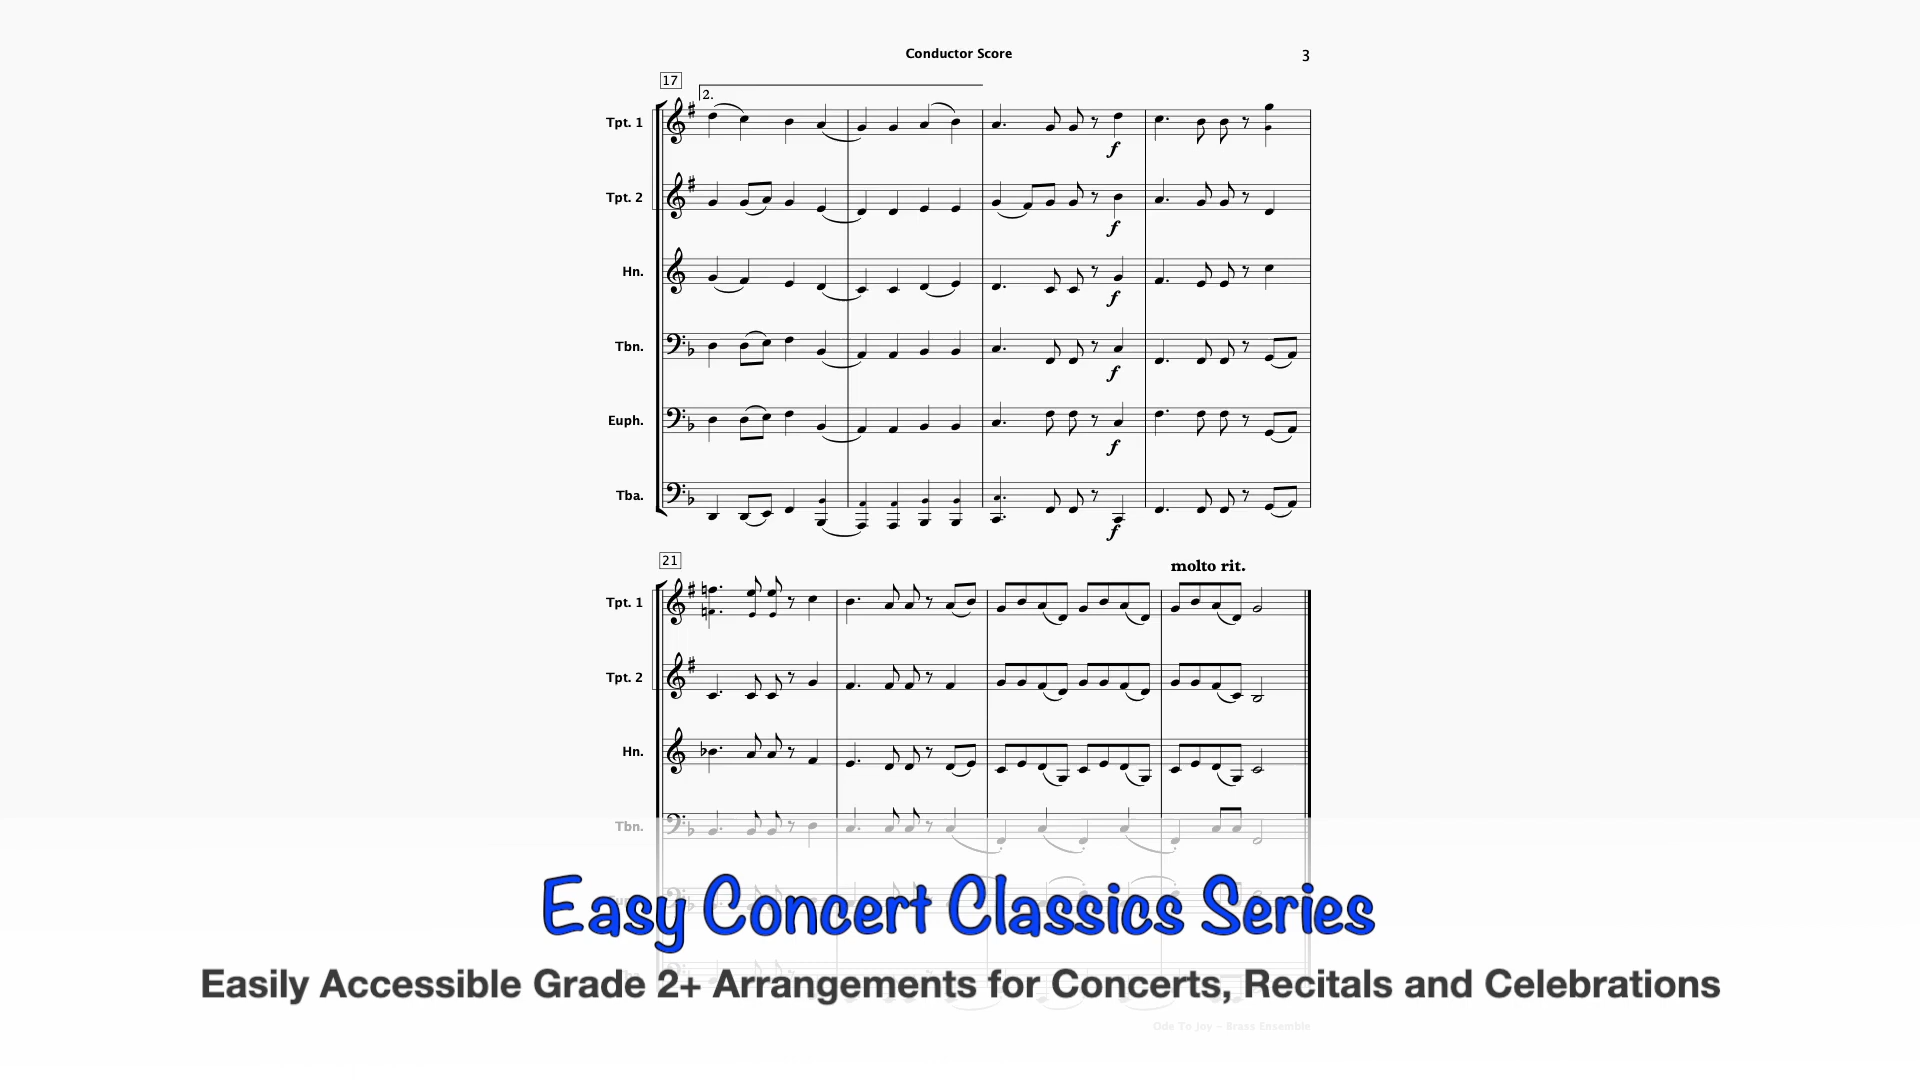 Conductor Score
3
17
2.
Tpt. 1
f
Tpt. 2
f
Hn.
f
Tbn.
f
Euph.
f
Tba.
f
21
molto rit.
Tpt. 1
Tpt. 2
Hn.
Tbn.
Easy Concert Classics Series
Easily Accessible Grade 2+ Arrangements for Concerts, Recitals and Celebrations
Ode To Joy - Brass Ensemble